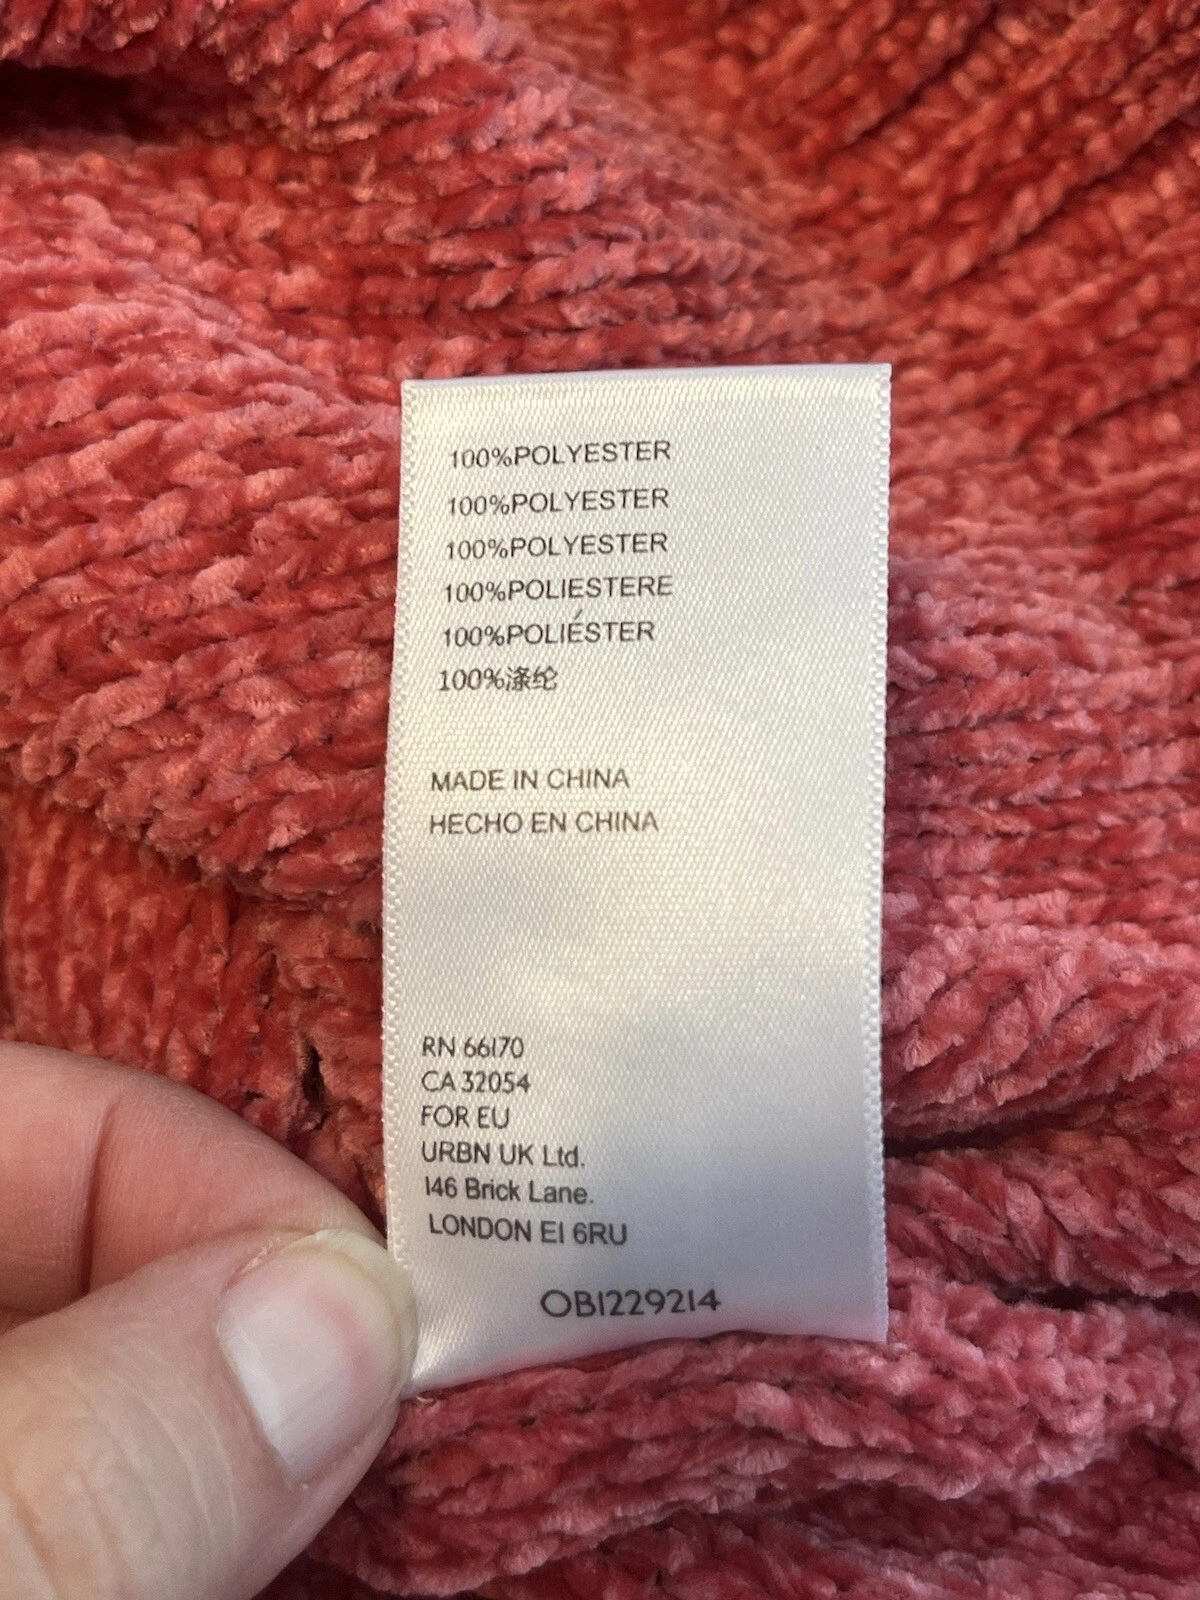 100%POLYESTER
100%POLYESTER
100%POLYESTER
100%POLIESTERE
100%POLIÉSTER
100%涤纶
MADE IN CHINA
HECHO EN CHINA
RN 66170
CA 32054
FOR EU
URBN UK Ltd.
146 Brick Lane.
LONDON E1 6RU
OB1229214